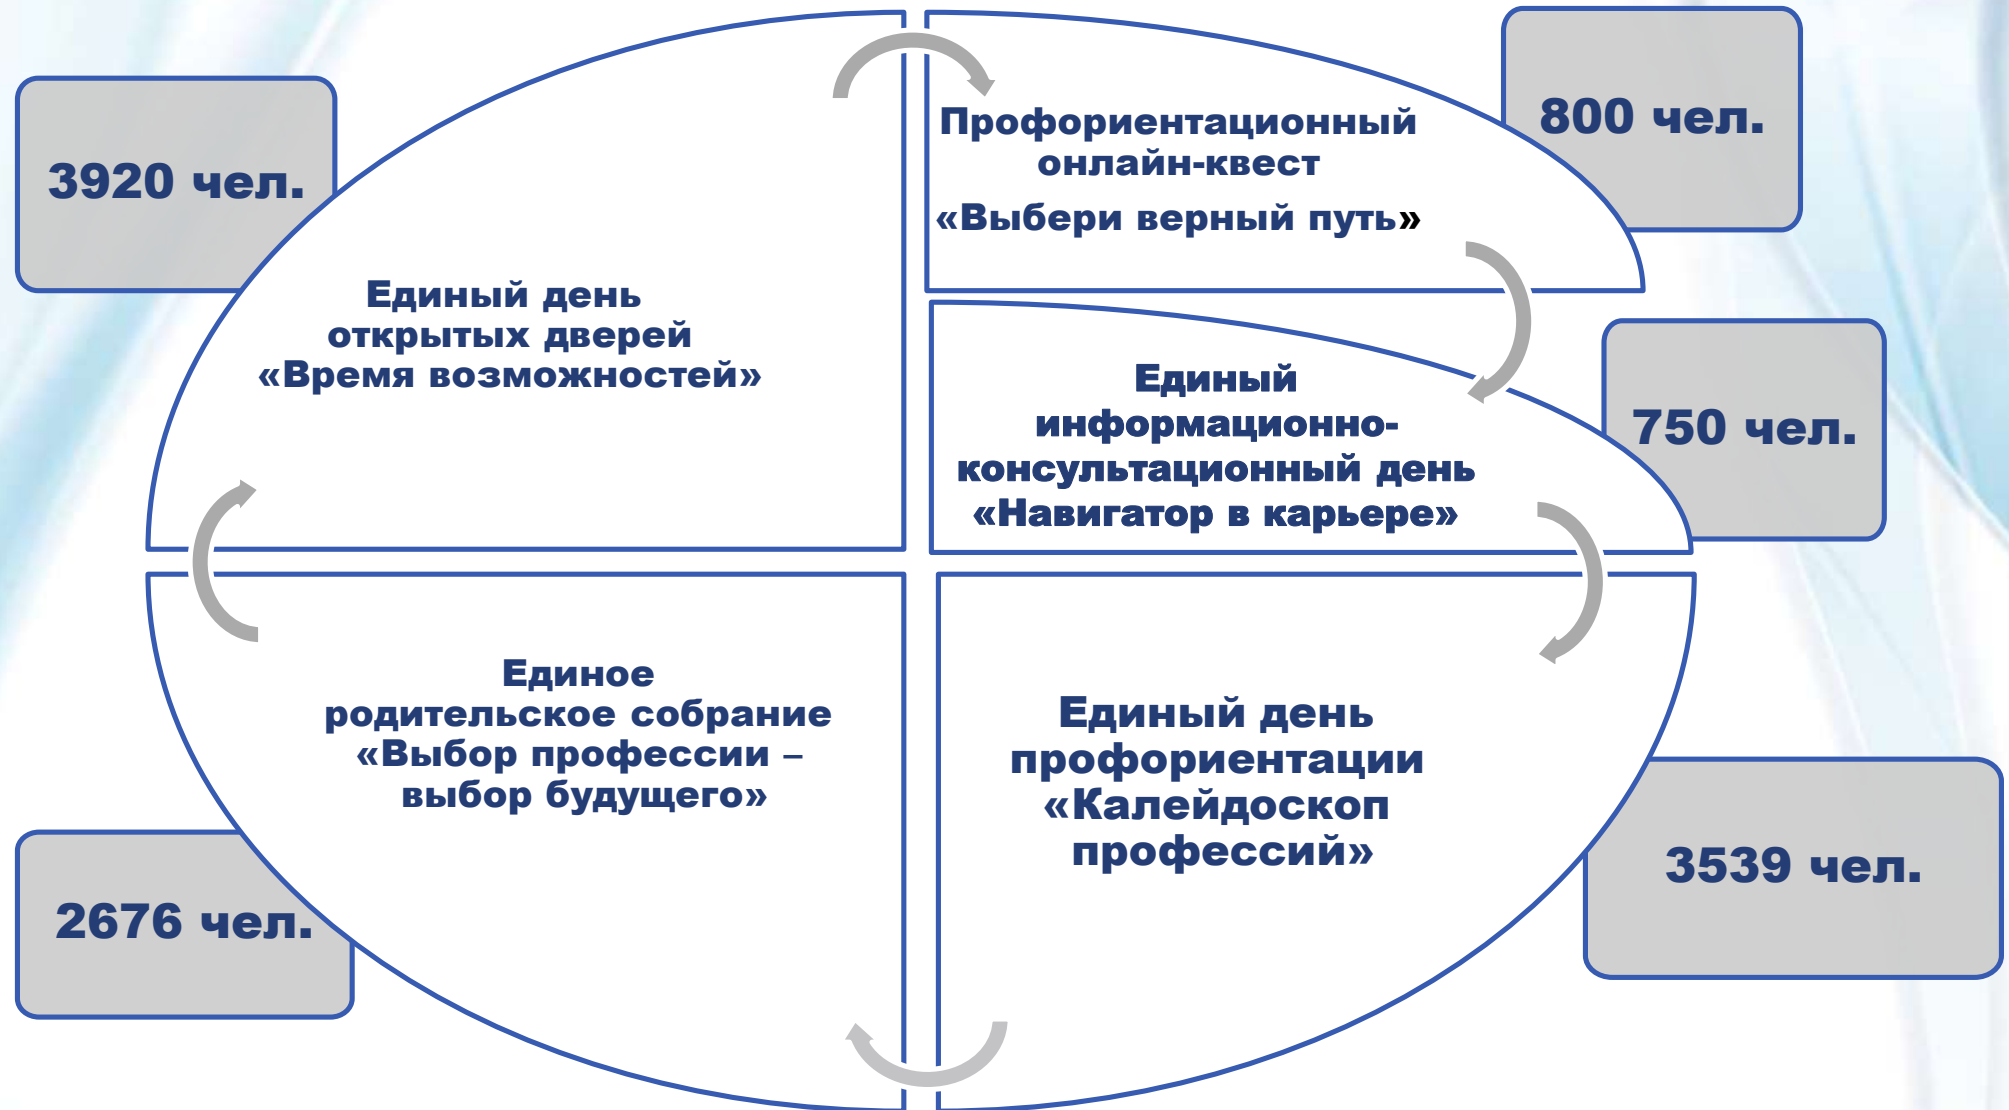 3920 чел.
Единый день
открытых дверей
«Время возможностей»
Профориентационный
онлайн-квест
«Выбери верный путь»
800 чел.
Единый
информационно-
консультационный день
«Навигатор в карьере»
750 чел.
Единое
родительское собрание
«Выбор профессии –
выбор будущего»
2676 чел.
Единый день
профориентации
«Калейдоскоп
профессий»
3539 чел.